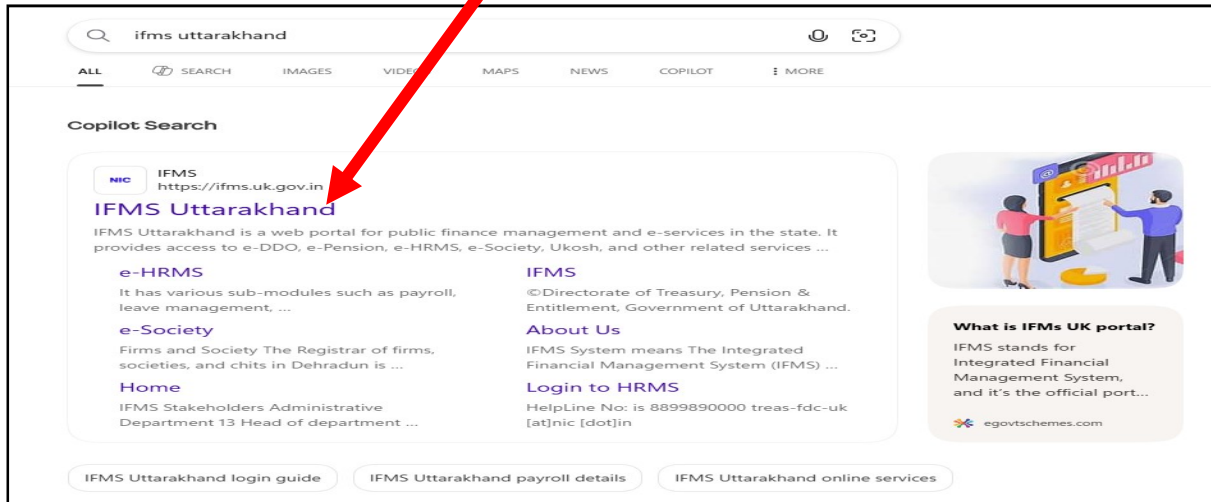 ifms uttarakhand
ALL SEARCH IMAGES MAPS NEWS COPILOT MORE
Copilot Search
NIC
IFMS
https://ifms.uk.gov.in
IFMS Uttarakhand
IFMS Uttarakhand is a web portal for public finance management and e-services in the state. It
provides access to e-DDO, e-Pension, e-HRMS, e-Society, Ukosh, and other related services ...
e-HRMS
It has various sub-modules such as payroll,
leave management, ...
e-Society
Firms and Society The Registrar of firms,
societies, and chits in Dehradun is ...
Home
IFMS Stakeholders Administrative
Department 13 Head of department ...
IFMS
©Directorate of Treasury, Pension &
Entitlement, Government of Uttarakhand.
About Us
IFMS System means The Integrated
Financial Management System (IFMS) ...
Login to HRMS
HelpLine No: is 8899890000 treas-fdc-uk
[at]nic [dot]in
What is IFMs UK portal?
IFMS stands for
Integrated Financial
Management System,
and it's the official port...
egovtschemes.com
IFMS Uttarakhand login guide
IFMS Uttarakhand payroll details
IFMS Uttarakhand online services